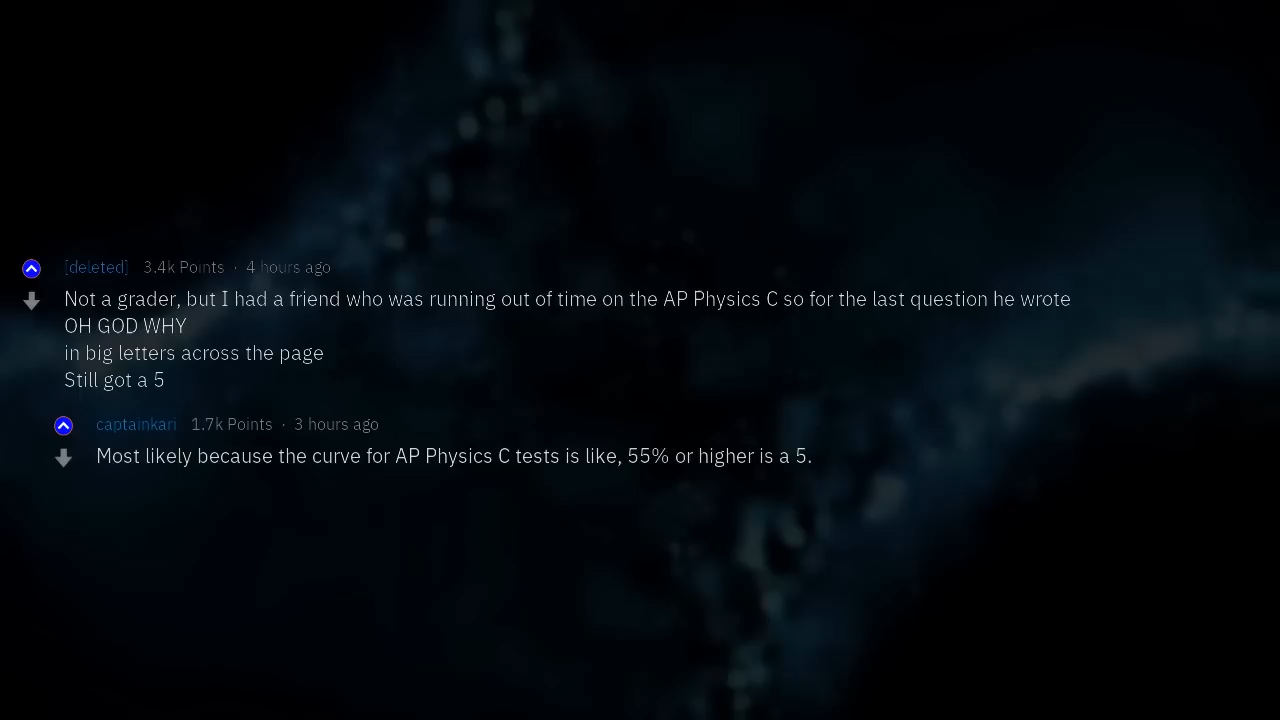 [deleted] 3.4k Points · 4 hours ago
Not a grader, but I had a friend who was running out of time on the AP Physics C so for the last question he wrote
OH GOD WHY
in big letters across the page
Still got a 5
captainkari 1.7k Points · 3 hours ago
Most likely because the curve for AP Physics C tests is like, 55% or higher is a 5.